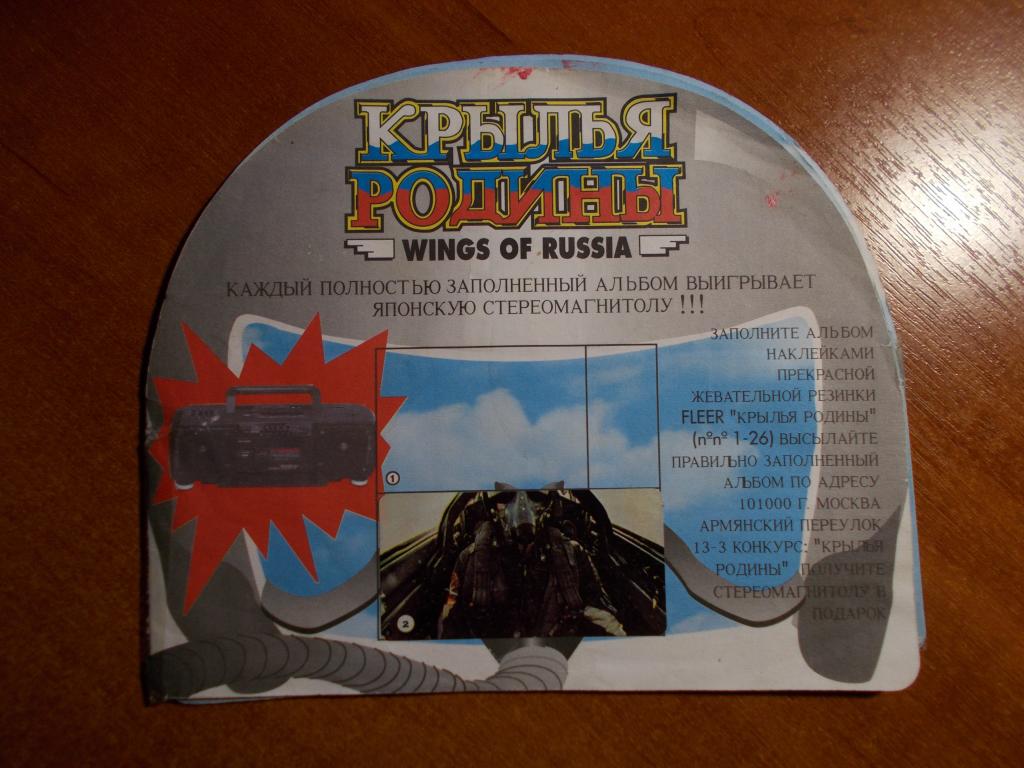 КРЫЛЬЯ
РОДИНЫ
WINGS OF RUSSIA
КАЖДЫЙ ПОЛНОСТЬЮ ЗАПОЛНЕННЫЙ АЛЬБОМ ВЫИГРЫВАЕТ
ЯПОНСКУЮ СТЕРЕОМАГНИТОЛУ !!!
ЗАПОЛНИТЕ АЛЬБОМ
НАКЛЕЙКАМИ
ПРЕКРАСНОЙ
ЖЕВАТЕЛЬНОЙ РЕЗИНКИ
FLEER "КРЫЛЬЯ РОДИНЫ"
(nºnº 1-26) ВЫСЫЛАЙТЕ
ПРАВИЛЬНО ЗАПОЛНЕННЫЙ
АЛЬБОМ ПО АДРЕСУ
101000 Г. МОСКВА
АРМЯНСКИЙ ПЕРЕУЛОК
13-3 КОНКУРС: "КРЫЛЬЯ
РОДИНЫ" ПОЛУЧИТЕ
СТЕРЕОМАГНИТОЛУ В
ПОДАРОК
1
2